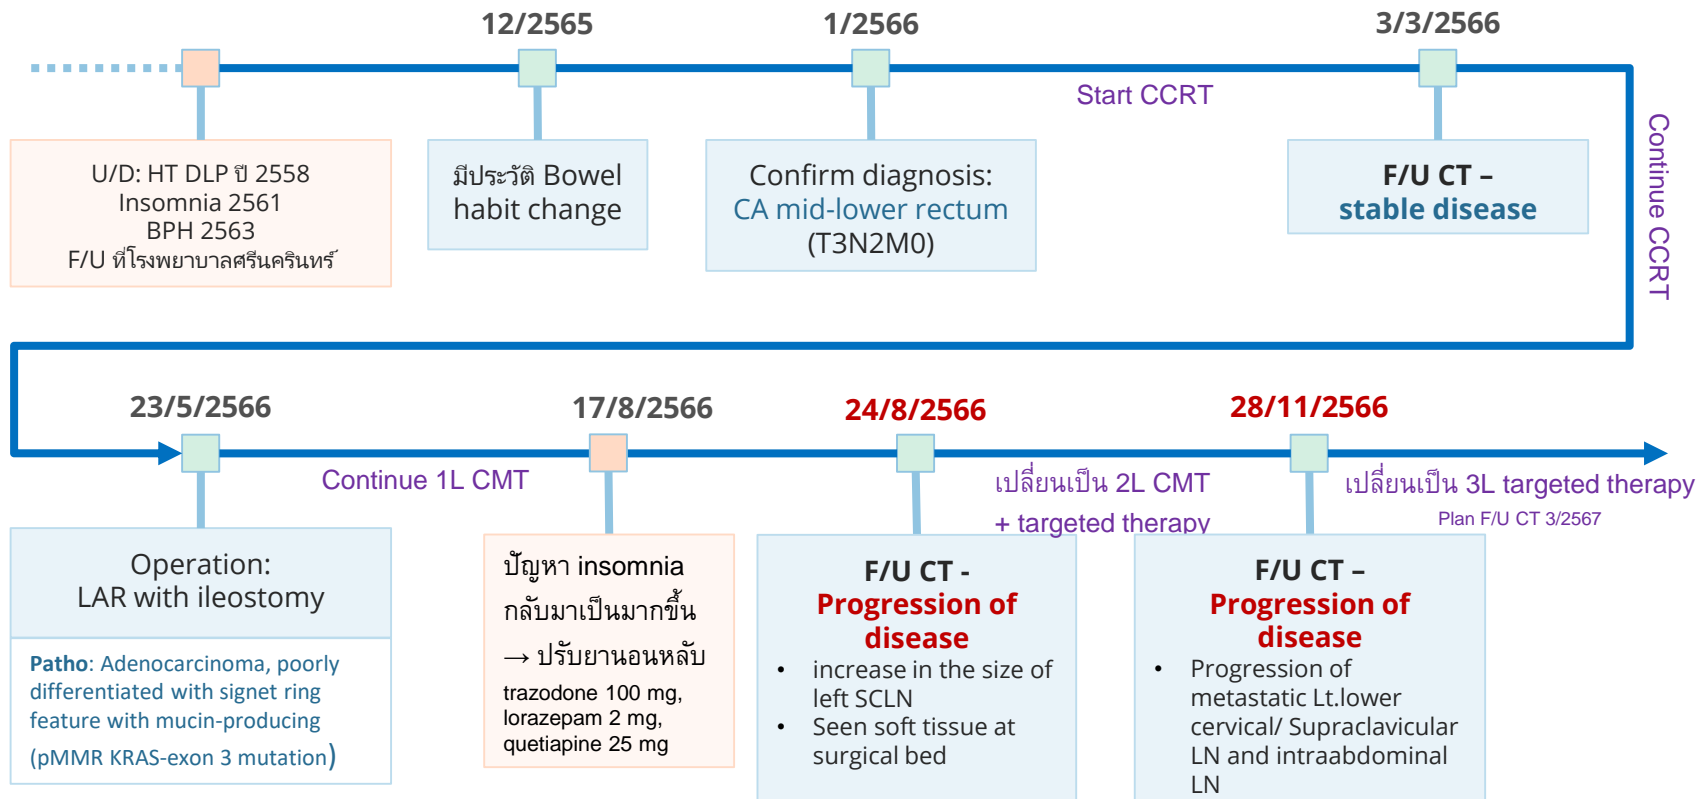 12/2565
1/2566
3/3/2566
Start CCRT
Continue CCRT
U/D: HT DLP ปี 2558
Insomnia 2561
BPH 2563
F/U ที่โรงพยาบาลศรีนครินทร์
มีประวัติ Bowel
habit change
Confirm diagnosis:
CA mid-lower rectum
(T3N2M0)
F/U CT –
stable disease
23/5/2566
17/8/2566
24/8/2566
28/11/2566
Continue 1L CMT
เปลี่ยนเป็น 2L CMT
+ targeted therapy
เปลี่ยนเป็น 3L targeted therapy
Plan F/U CT 3/2567
Operation:
LAR with ileostomy
Patho: Adenocarcinoma, poorly
differentiated with signet ring
feature with mucin-producing
(pMMR KRAS-exon 3 mutation)
ปัญหา insomnia
กลับมาเป็นมากขึ้น
→ ปรับยานอนหลับ
trazodone 100 mg,
lorazepam 2 mg,
quetiapine 25 mg
F/U CT -
Progression of
disease
• increase in the size of
left SCLN
• Seen soft tissue at
surgical bed
F/U CT –
Progression of
disease
• Progression of
metastatic Lt.lower
cervical/ Supraclavicular
LN and intraabdominal
LN